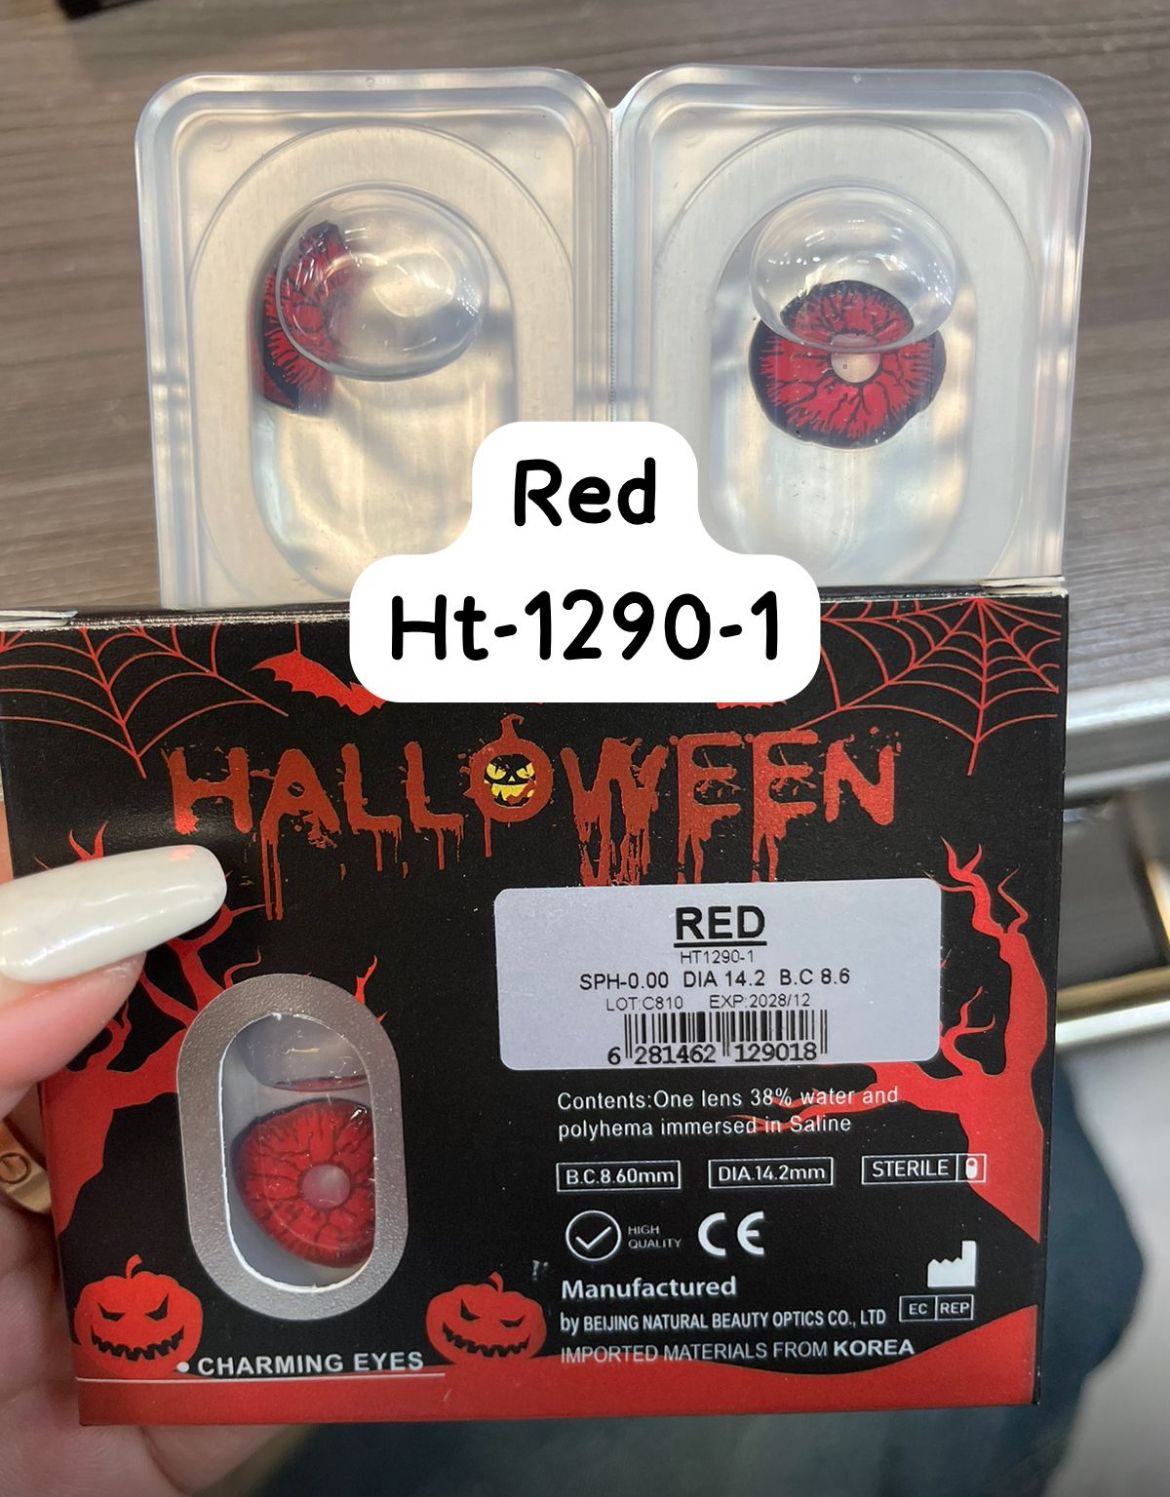 Red
Ht-1290-1
HALLOWEEN
RED
HT1290-1
SPH-0.00 DIA 14.2 B.C 8.6
LOT:C810 EXP:2028/12
6 281462 129018
Contents:One lens 38% water and
polyhema immersed in Saline
B.C.8.60mm DIA.14.2mm STERILE
HIGH
QUALITY
CE
Manufactured
by BEIJING NATURAL BEAUTY OPTICS CO., LTD EC REP
IMPORTED MATERIALS FROM KOREA
• CHARMING EYES